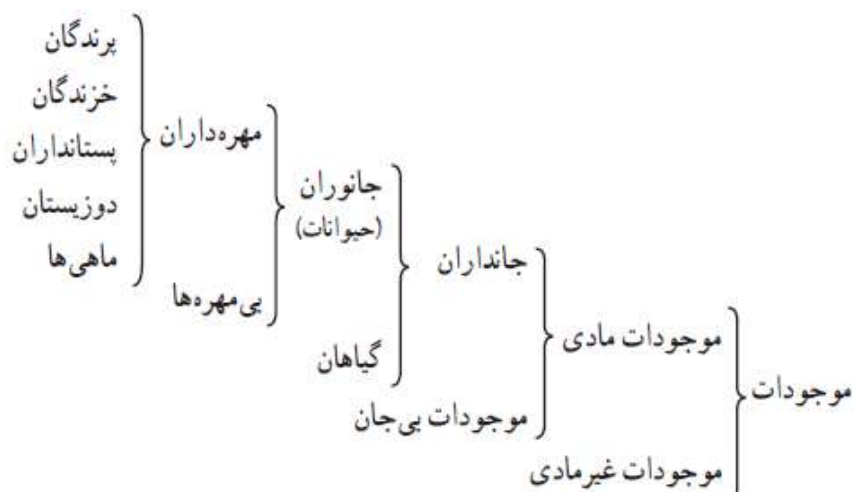 موجودات
موجودات مادی
موجودات غیرمادی
جانداران
موجودات بی‌جان
جانوران
(حیوانات)
گیاهان
مهره‌داران
بی‌مهره‌ها
پرندگان
خزندگان
پستانداران
دوزیستان
ماهی‌ها